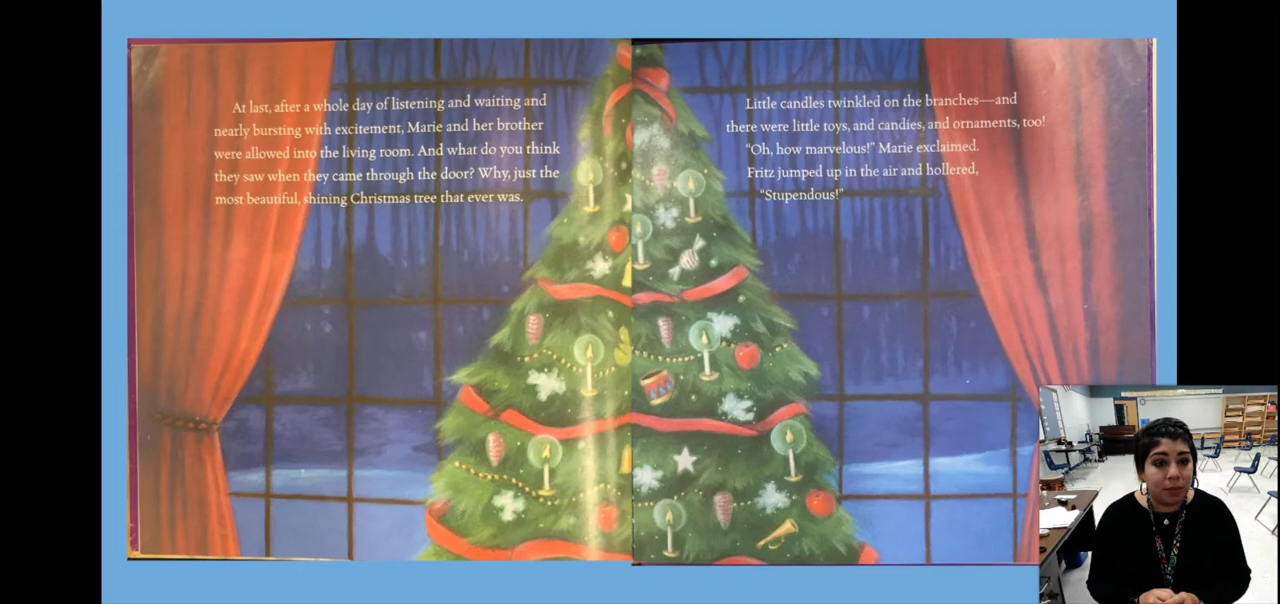 At last, after a whole day of listening and waiting and
nearly bursting with excitement, Marie and her brother
were allowed into the living room. And what do you think
they saw when they came through the door? Why, just the
most beautiful, shining Christmas tree that ever was.
Little candles twinkled on the branches—and
there were little toys, and candies, and ornaments, too!
“Oh, how marvelous!” Marie exclaimed.
Fritz jumped up in the air and hollered,
“Stupendous!”